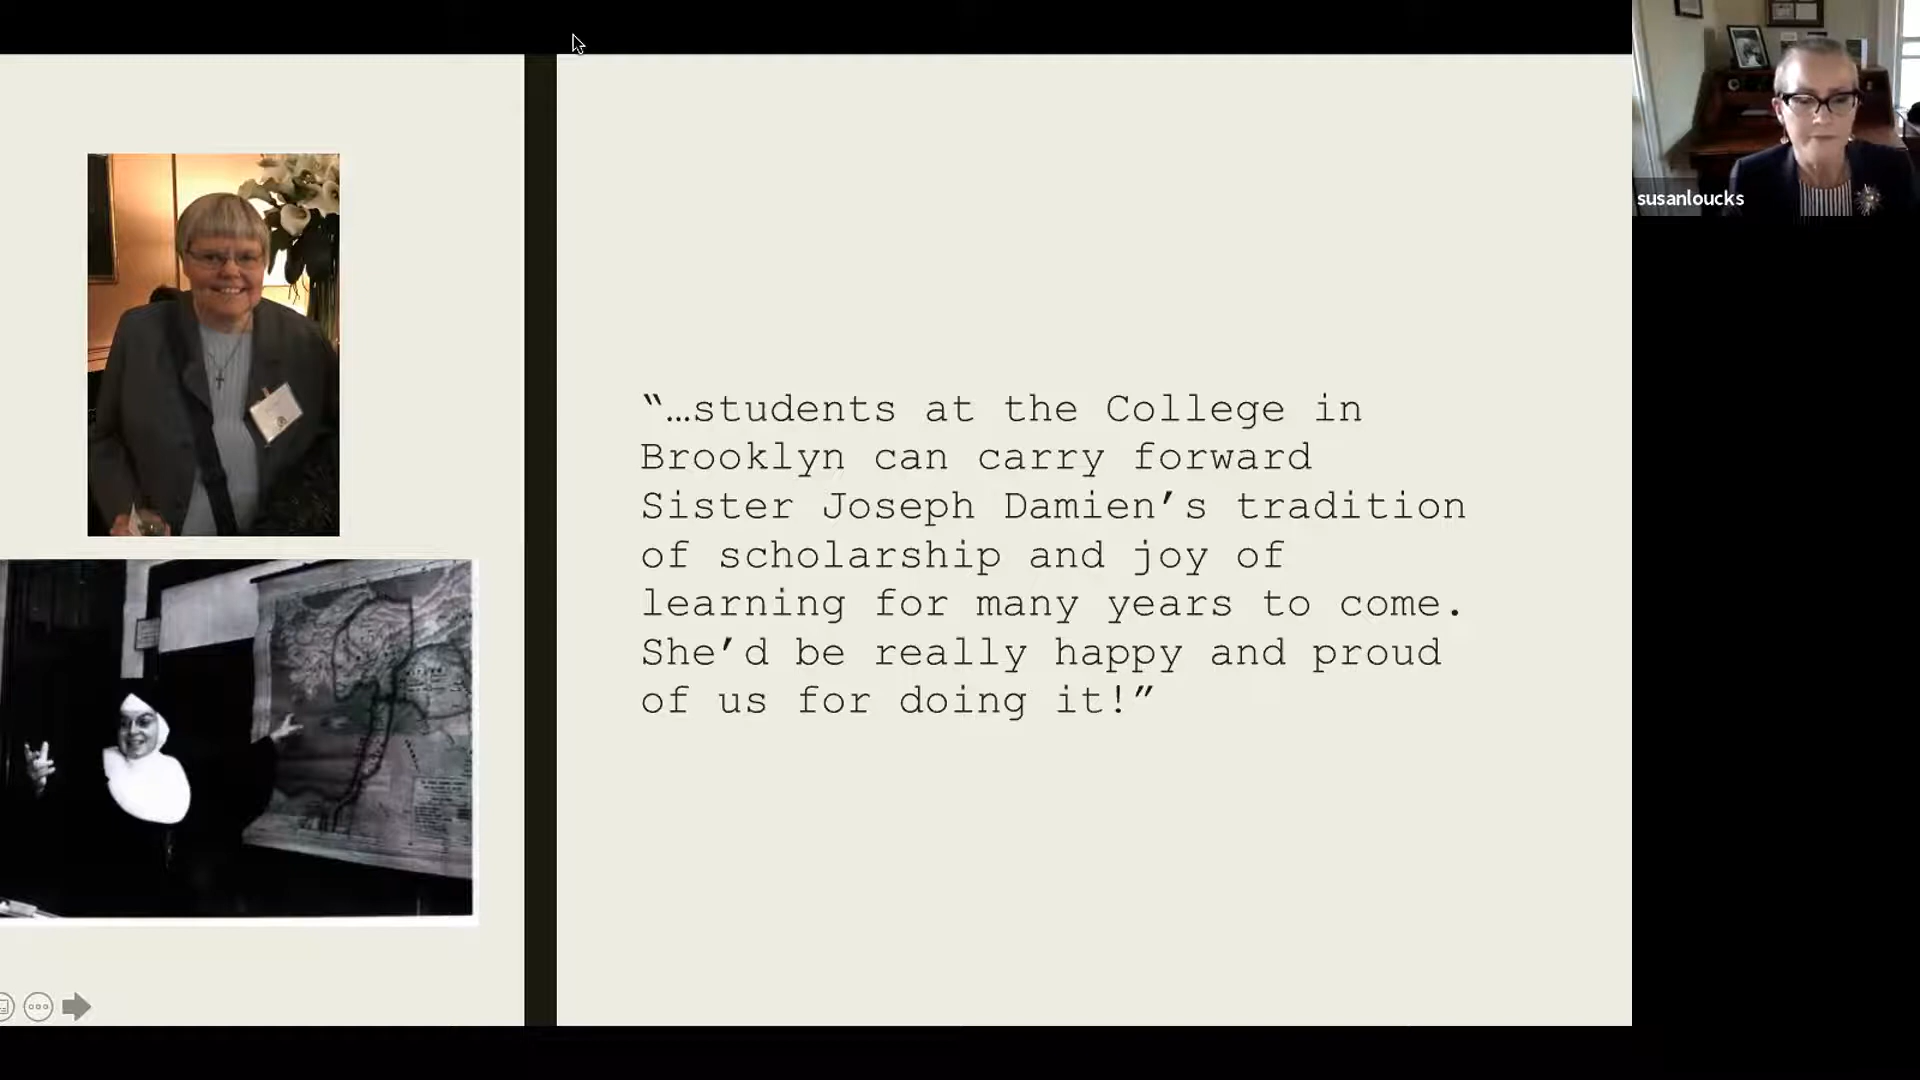 “…students at the College in
Brooklyn can carry forward
Sister Joseph Damien’s tradition
of scholarship and joy of
learning for many years to come.
She’d be really happy and proud
of us for doing it!”
susanloucks